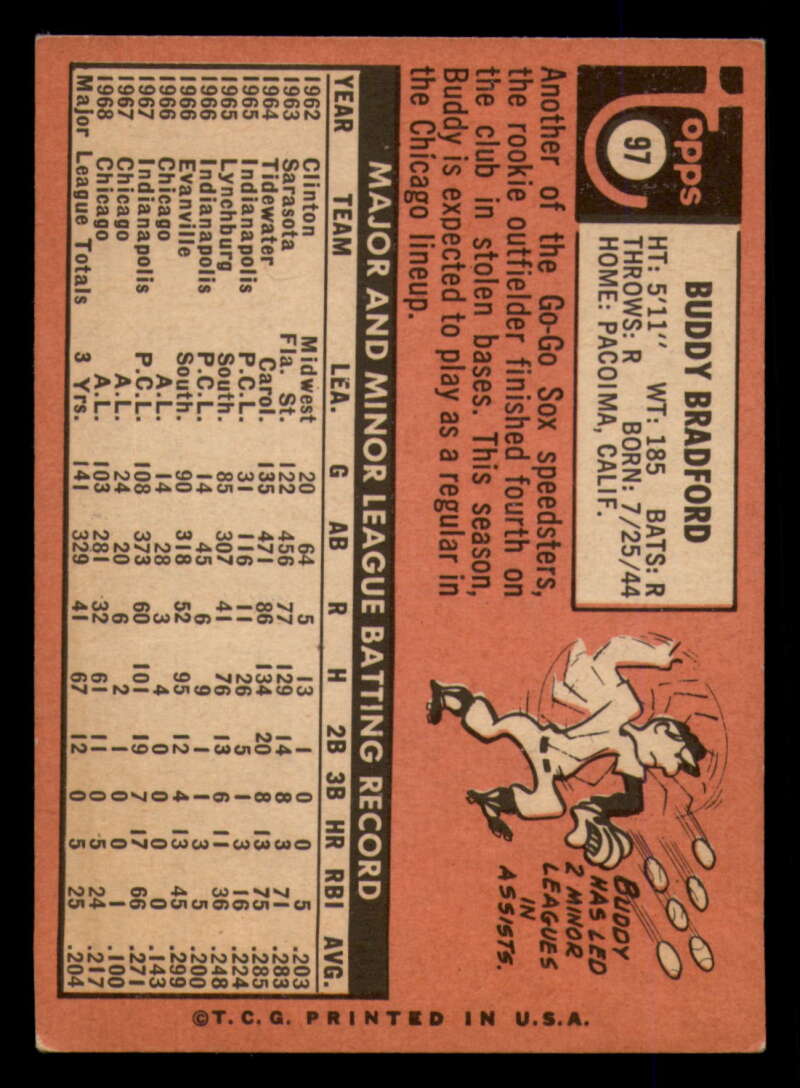 Topps
97
BUDDY BRADFORD
HT: 5'11" WT: 185 BATS: R
THROWS: R BORN: 7/25/44
HOME: PACOIMA, CALIF.
Another of the Go-Go Sox speedsters,
the rookie outfielder finished fourth on
the club in stolen bases. This season,
Buddy is expected to play as a regular in
the Chicago lineup.
BUDDY
HAS LED
2 MINOR
LEAGUES
IN
ASSISTS.
MAJOR AND MINOR LEAGUE BATTING RECORD
YEAR TEAM LEA. G AB R H 2B 3B HR RBI AVG.
1962 Clinton Midwest 20 64 5 13 1 0 0 5 .203
1963 Sarasota Fla. St. 122 456 77 129 14 8 3 71 .283
1964 Tidewater Carol. 135 471 86 134 20 8 13 75 .285
1965 Indianapolis P.C.L. 31 116 11 26 5 1 3 16 .224
1965 Lynchburg South. 85 307 41 76 13 6 11 36 .248
1966 Indianapolis P.C.L. 14 45 6 9 1 1 3 5 .200
1966 Evanville South. 90 318 52 95 12 4 13 45 .299
1966 Chicago A.L. 14 28 3 4 0 0 0 0 .143
1967 Indianapolis P.C.L. 108 373 60 101 19 7 17 66 .271
1967 Chicago A.L. 24 20 6 2 1 0 0 1 .100
1968 Chicago A.L. 103 281 32 61 11 0 5 24 .217
Major League Totals 3 Yrs. 141 329 41 67 12 0 5 25 .204
©T.C.G. PRINTED IN U.S.A.